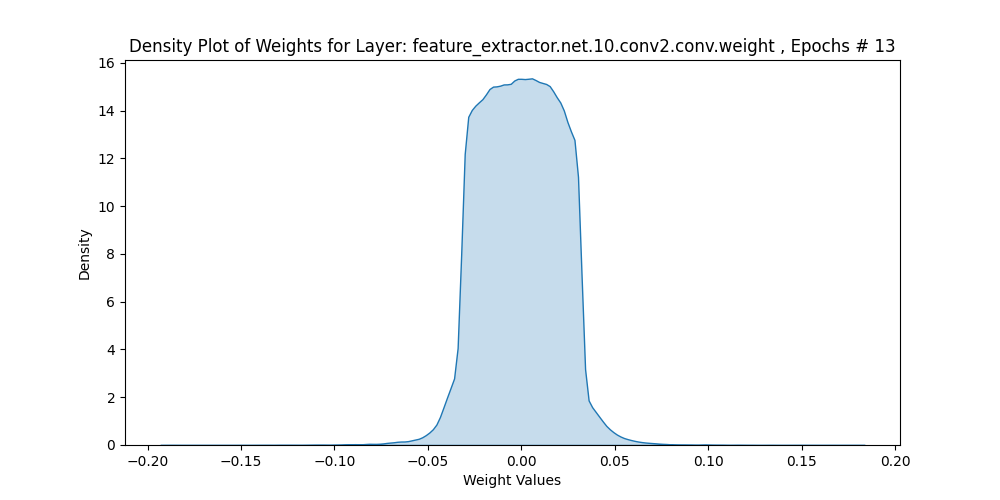 Density Plot of Weights for Layer: feature_extractor.net.10.conv2.conv.weight , Epochs # 13
16
14
12
10
8
6
4
2
0
Density
−0.20 −0.15 −0.10 −0.05 0.00 0.05 0.10 0.15 0.20
Weight Values